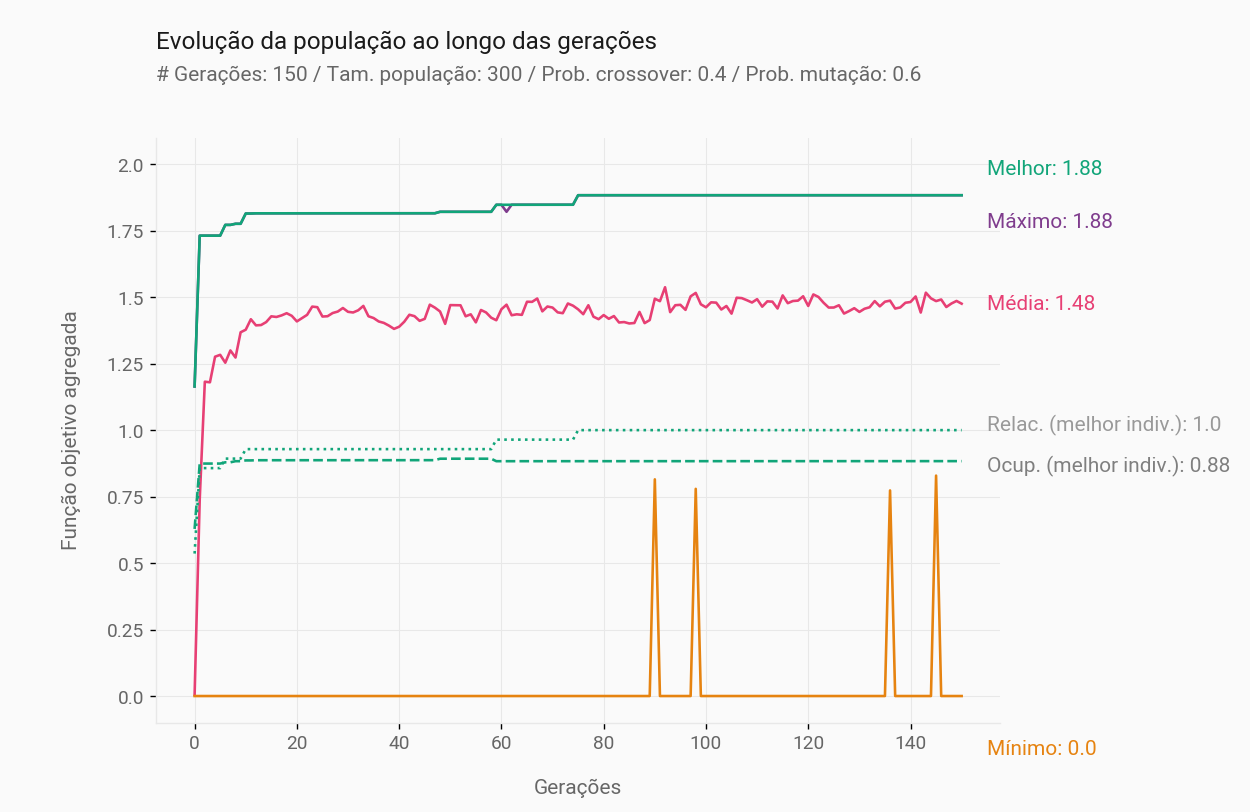 Evolução da população ao longo das gerações
# Gerações: 150 / Tam. população: 300 / Prob. crossover: 0.4 / Prob. mutação: 0.6
2.0
1.75
1.5
1.25
1.0
0.75
0.5
0.25
0.0
Função objetivo agregada
0 20 40 60 80 100 120 140
Gerações
Melhor: 1.88
Máximo: 1.88
Média: 1.48
Relac. (melhor indiv.): 1.0
Ocup. (melhor indiv.): 0.88
Mínimo: 0.0